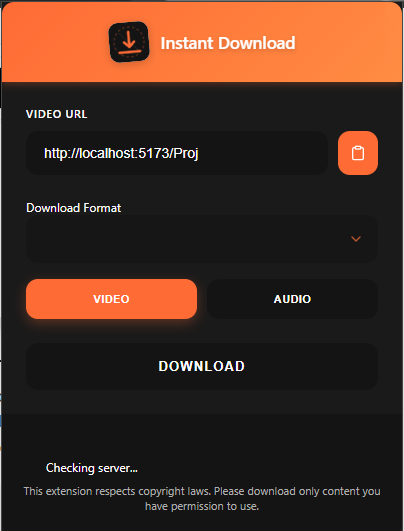 Instant Download
VIDEO URL
http://localhost:5173/Proj
Download Format
VIDEO
AUDIO
DOWNLOAD
Checking server...
This extension respects copyright laws. Please download only content you
have permission to use.